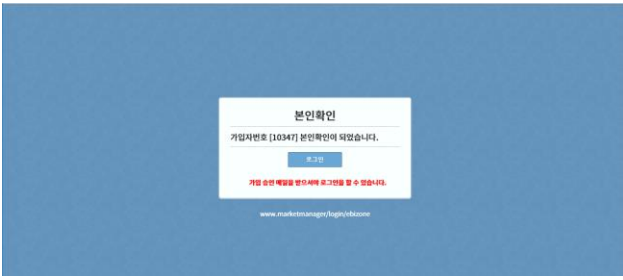 본인확인
가입자번호 [10347] 본인확인이 되었습니다.
로그인
가입 승인 메일을 받으셔야 로그인을 할 수 있습니다.
www.marketmanager/login/ebizone